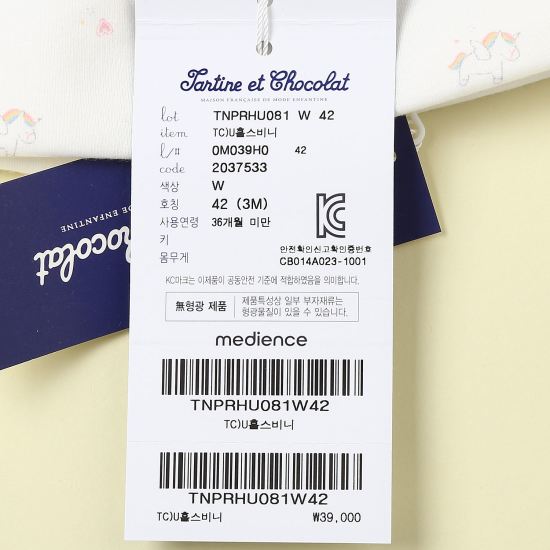 Tartine et Chocolat
MAISON FRANÇAISE DE MODE ENFANTINE
lot TNPRHU081 W 42
item TC)U홀스비니
l/# 0M039H0 42
code 2037533
색상 W
호칭 42 (3M)
사용연령 36개월 미만
키
몸무게
안전확인신고확인증번호
CB014A023-1001
KC마크는 이제품이 공동안전 기준에 적합하였음을 의미합니다.
無형광 제품 제품특성상 일부 부자재류는
형광물질이 있을 수 있습니다.
medience
TNPRHU081W42
TC)U홀스비니
TNPRHU081W42
TC)U홀스비니 ₩39,000
DE ENFANTINE
Chocolat